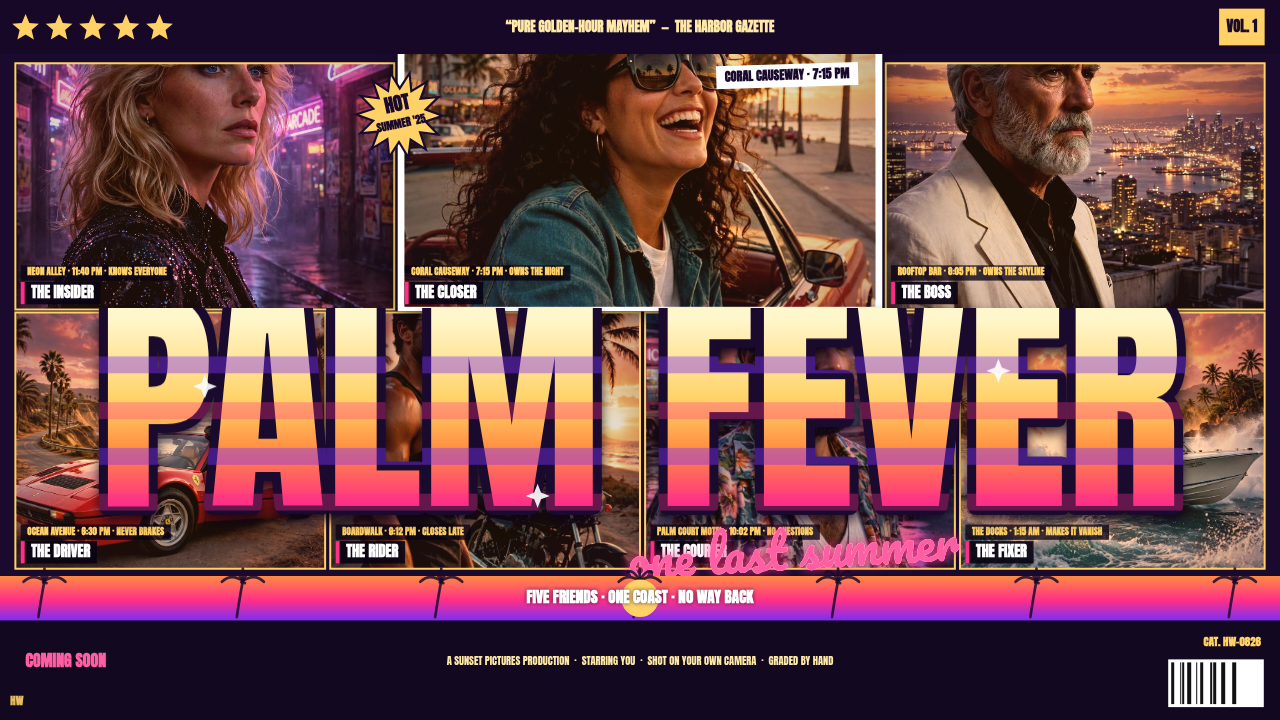 “PURE GOLDEN-HOUR MAYHEM” — THE HARBOR GAZETTE
VOL. 1
ARCADE
HOT
SUMMER '25
CORAL CAUSEWAY · 7:15 PM
NEON ALLEY · 11:40 PM · KNOWS EVERYONE
THE INSIDER
CORAL CAUSEWAY · 7:15 PM · OWNS THE NIGHT
THE CLOSER
ROOFTOP BAR · 8:05 PM · OWNS THE SKYLINE
THE BOSS
PALM FEVER
OCEAN AVENUE · 6:30 PM · NEVER BRAKES
THE DRIVER
BOARDWALK · 8:12 PM · CLOSES LATE
THE RIDER
PALM COURT · 10:02 PM · NO QUESTIONS
THE
THE DOCKS · 1:15 AM · MAKES IT VANISH
THE FIXER
one last summer
FIVE FRIENDS · ONE COAST · NO WAY BACK
CAT. HW-0826
COMING SOON
A SUNSET PICTURES PRODUCTION · STARRING YOU · SHOT ON YOUR OWN CAMERA · GRADED BY HAND
HW